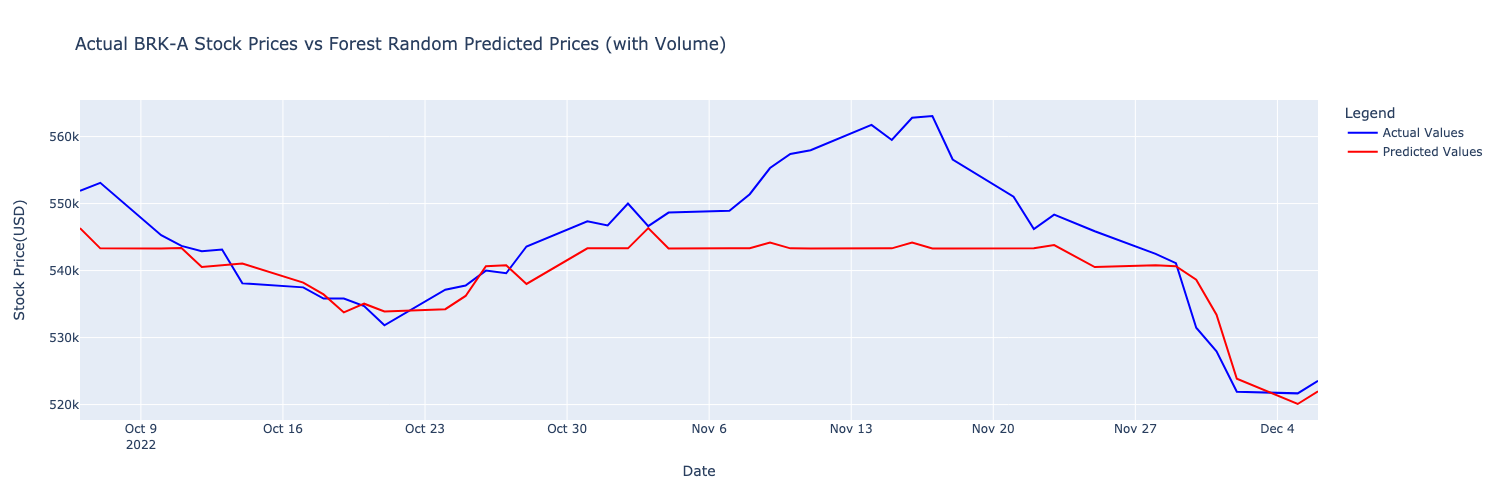 Actual BRK-A Stock Prices vs Forest Random Predicted Prices (with Volume)
Legend
Actual Values
Predicted Values
Stock Price(USD)
560k
550k
540k
530k
520k
Oct 9
2022
Oct 16
Oct 23
Oct 30
Nov 6
Nov 13
Nov 20
Nov 27
Dec 4
Date